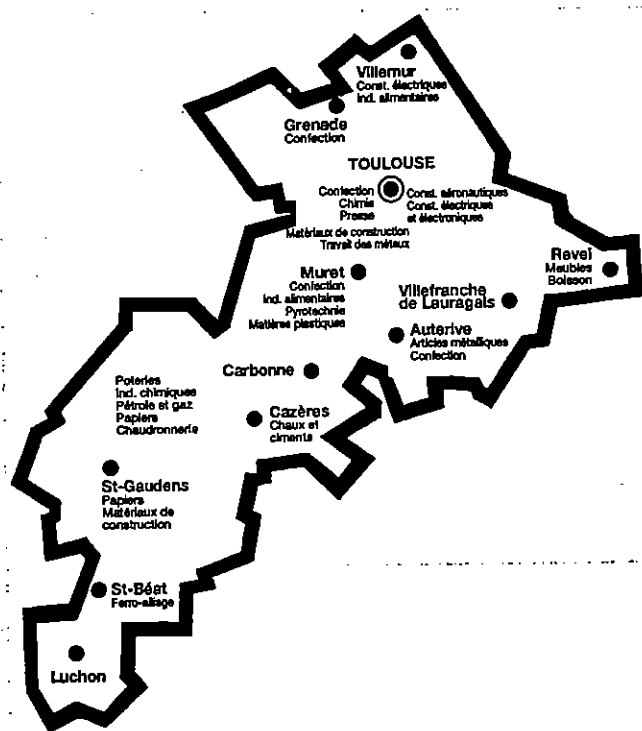 Villemur
Const. électriques
Ind. alimentaires
Grenade
Confection
TOULOUSE
Confection
Chimie
Presse
Const. aéronautiques
Const. électriques
et électroniques
Matériaux de construction
Travail des métaux
Muret
Confection
Ind. alimentaires
Pyrotechnie
Matières plastiques
Revel
Meubles
Boisson
Villefranche
de Lauragais
Auterive
Articles métalliques
Confection
Carbonne
Poteries
Ind. chimiques
Pétrole et gaz
Papiers
Chaudronnerie
Cazères
Chaux et
ciments
St-Gaudens
Papiers
Matériaux de
construction
St-Béat
Ferro-alliage
Luchon